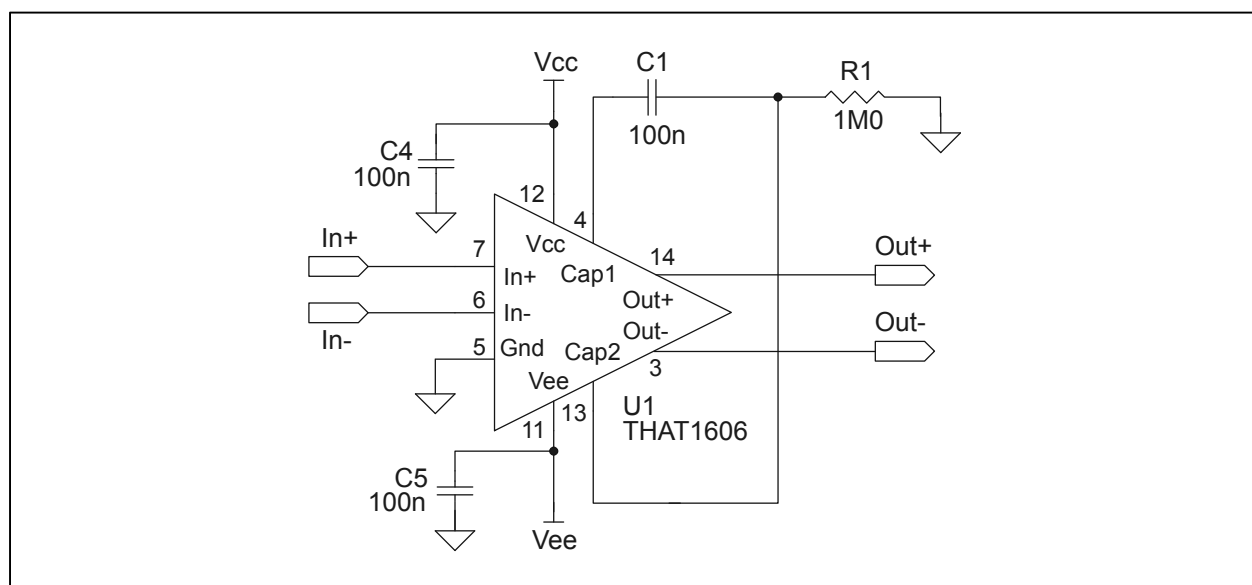 Vcc
C1
R1
100n
1M0
C4
100n
12
4
Vcc
In+
7
In+
Cap1
14
Out+
Out+
6
In-
Out-
Out-
In-
5
Gnd
Cap2
3
Vee
13
11
U1
THAT1606
C5
100n
Vee